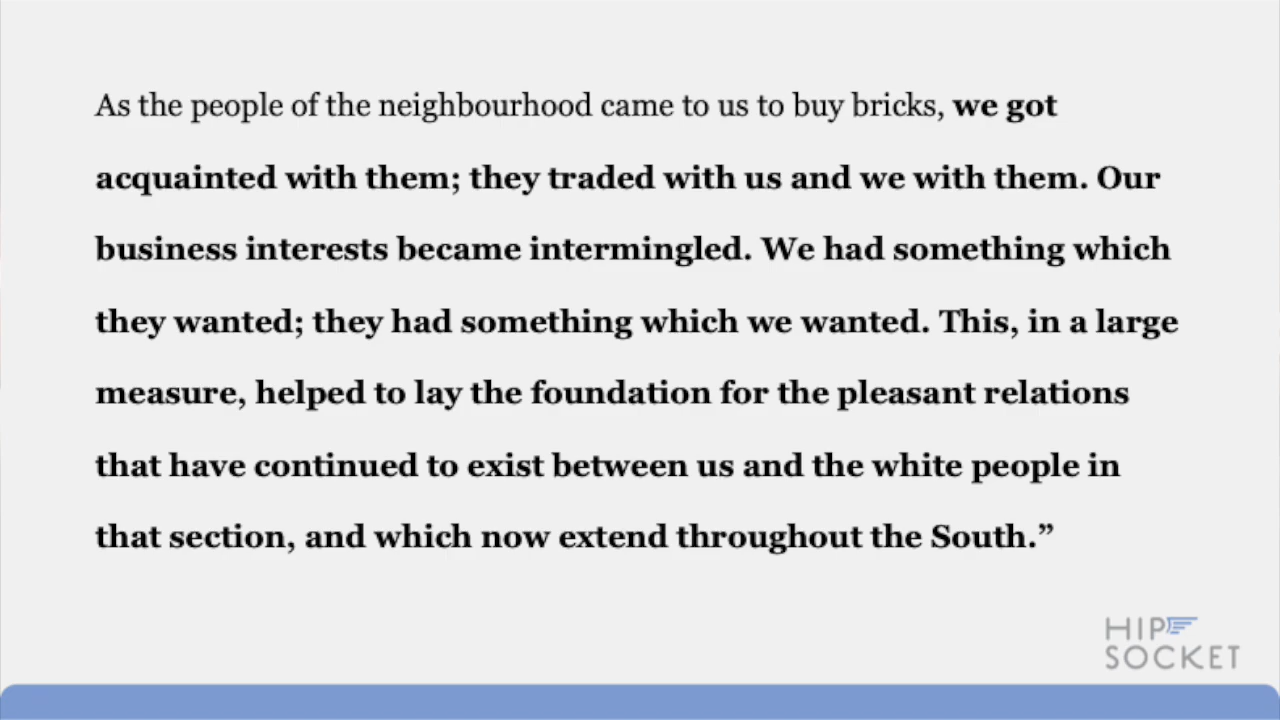 As the people of the neighbourhood came to us to buy bricks, we got
acquainted with them; they traded with us and we with them. Our
business interests became intermingled. We had something which
they wanted; they had something which we wanted. This, in a large
measure, helped to lay the foundation for the pleasant relations
that have continued to exist between us and the white people in
that section, and which now extend throughout the South.”
HIP
SOCKET